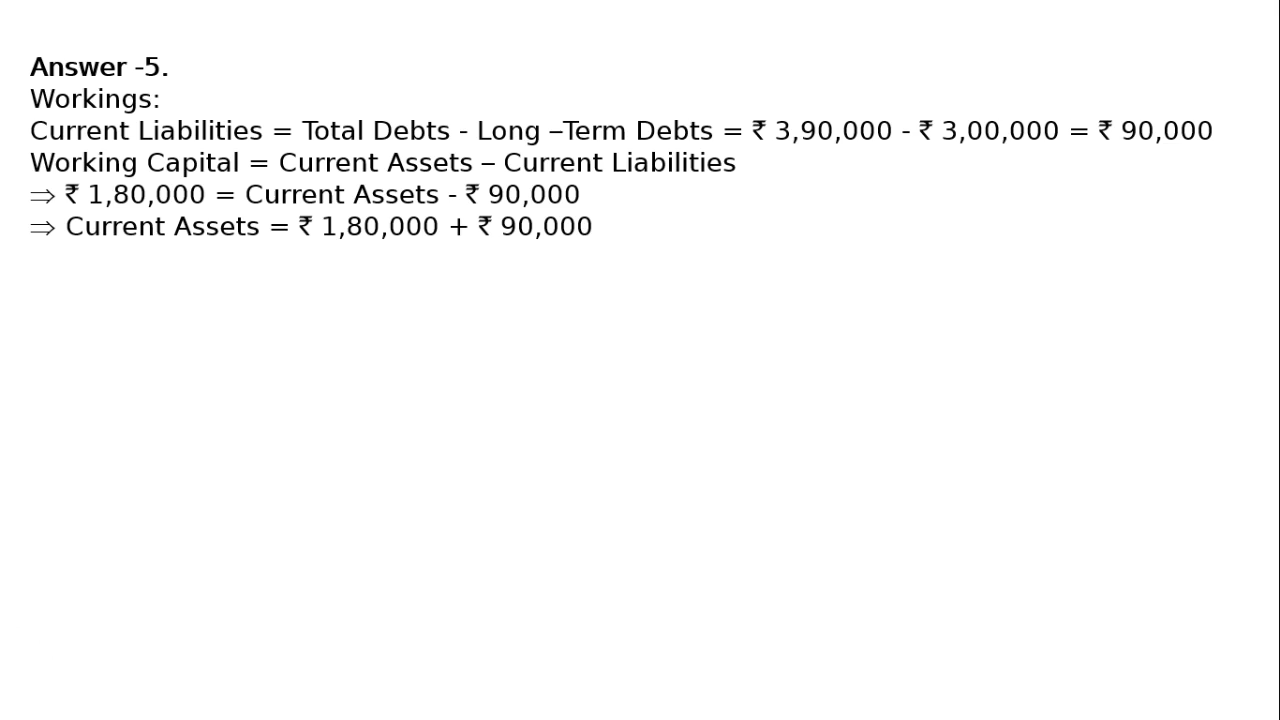 Answer -5.
Workings:
Current Liabilities = Total Debts - Long –Term Debts = ₹ 3,90,000 - ₹ 3,00,000 = ₹ 90,000
Working Capital = Current Assets – Current Liabilities
⇒ ₹ 1,80,000 = Current Assets - ₹ 90,000
⇒ Current Assets = ₹ 1,80,000 + ₹ 90,000